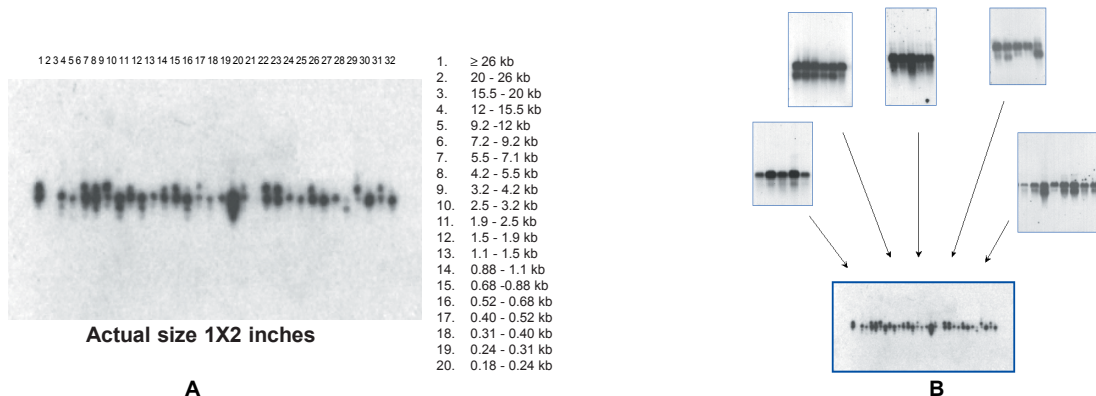 1 2 3 4 5 6 7 8 9 10 11 12 13 14 15 16 17 18 19 20 21 22 23 24 25 26 27 28 29 30 31 32
1. ≥ 26 kb
2. 20 - 26 kb
3. 15.5 - 20 kb
4. 12 - 15.5 kb
5. 9.2 - 12 kb
6. 7.2 - 9.2 kb
7. 5.5 - 7.1 kb
8. 4.2 - 5.5 kb
9. 3.2 - 4.2 kb
10. 2.5 - 3.2 kb
11. 1.9 - 2.5 kb
12. 1.5 - 1.9 kb
13. 1.1 - 1.5 kb
14. 0.88 - 1.1 kb
15. 0.68 -0.88 kb
16. 0.52 - 0.68 kb
17. 0.40 - 0.52 kb
18. 0.31 - 0.40 kb
19. 0.24 - 0.31 kb
20. 0.18 - 0.24 kb
Actual size 1X2 inches
A
B